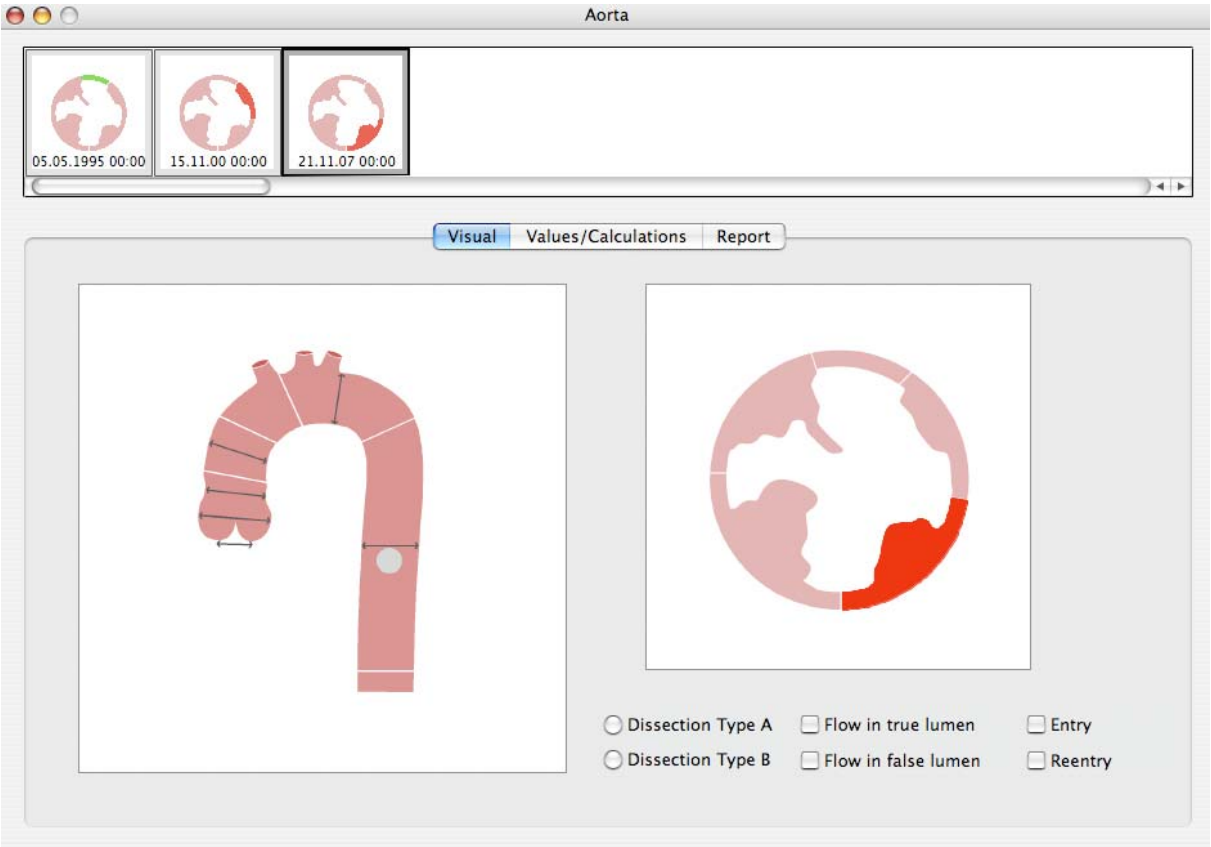 Aorta
05.05.1995 00:00
15.11.00 00:00
21.11.07 00:00
Visual Values/Calculations Report
Dissection Type A Flow in true lumen Entry
Dissection Type B Flow in false lumen Reentry